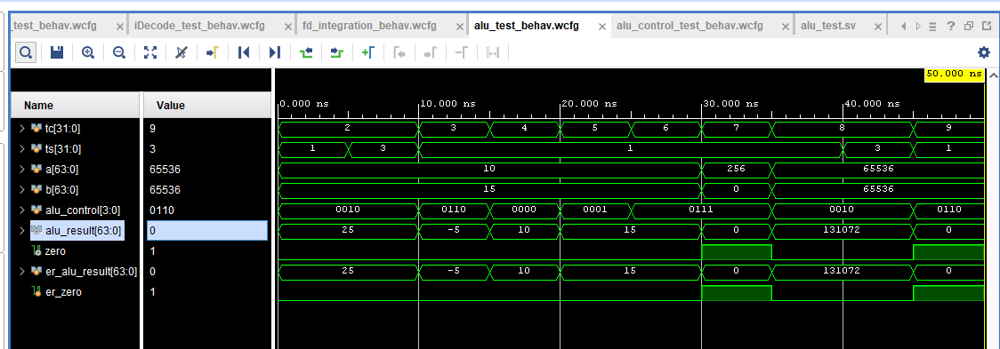 _test_behav.wcfg × iDecode_test_behav.wcfg × fd_integration_behav.wcfg × alu_test_behav.wcfg × alu_control_test_behav.wcfg × alu_test.sv ×
50.000 ns
Name Value 0.000 ns 10.000 ns 20.000 ns 30.000 ns 40.000 ns
tc[31:0] 9 2 3 4 5 6 7 8 9
ts[31:0] 3 1 3 1 3 1
a[63:0] 65536 10 256 65536
b[63:0] 65536 15 0 65536
alu_control[3:0] 0110 0010 0110 0000 0001 0111 0010 0110
alu_result[63:0] 0 25 -5 10 15 0 131072 0
zero 1
er_alu_result[63:0] 0 25 -5 10 15 0 131072 0
er_zero 1